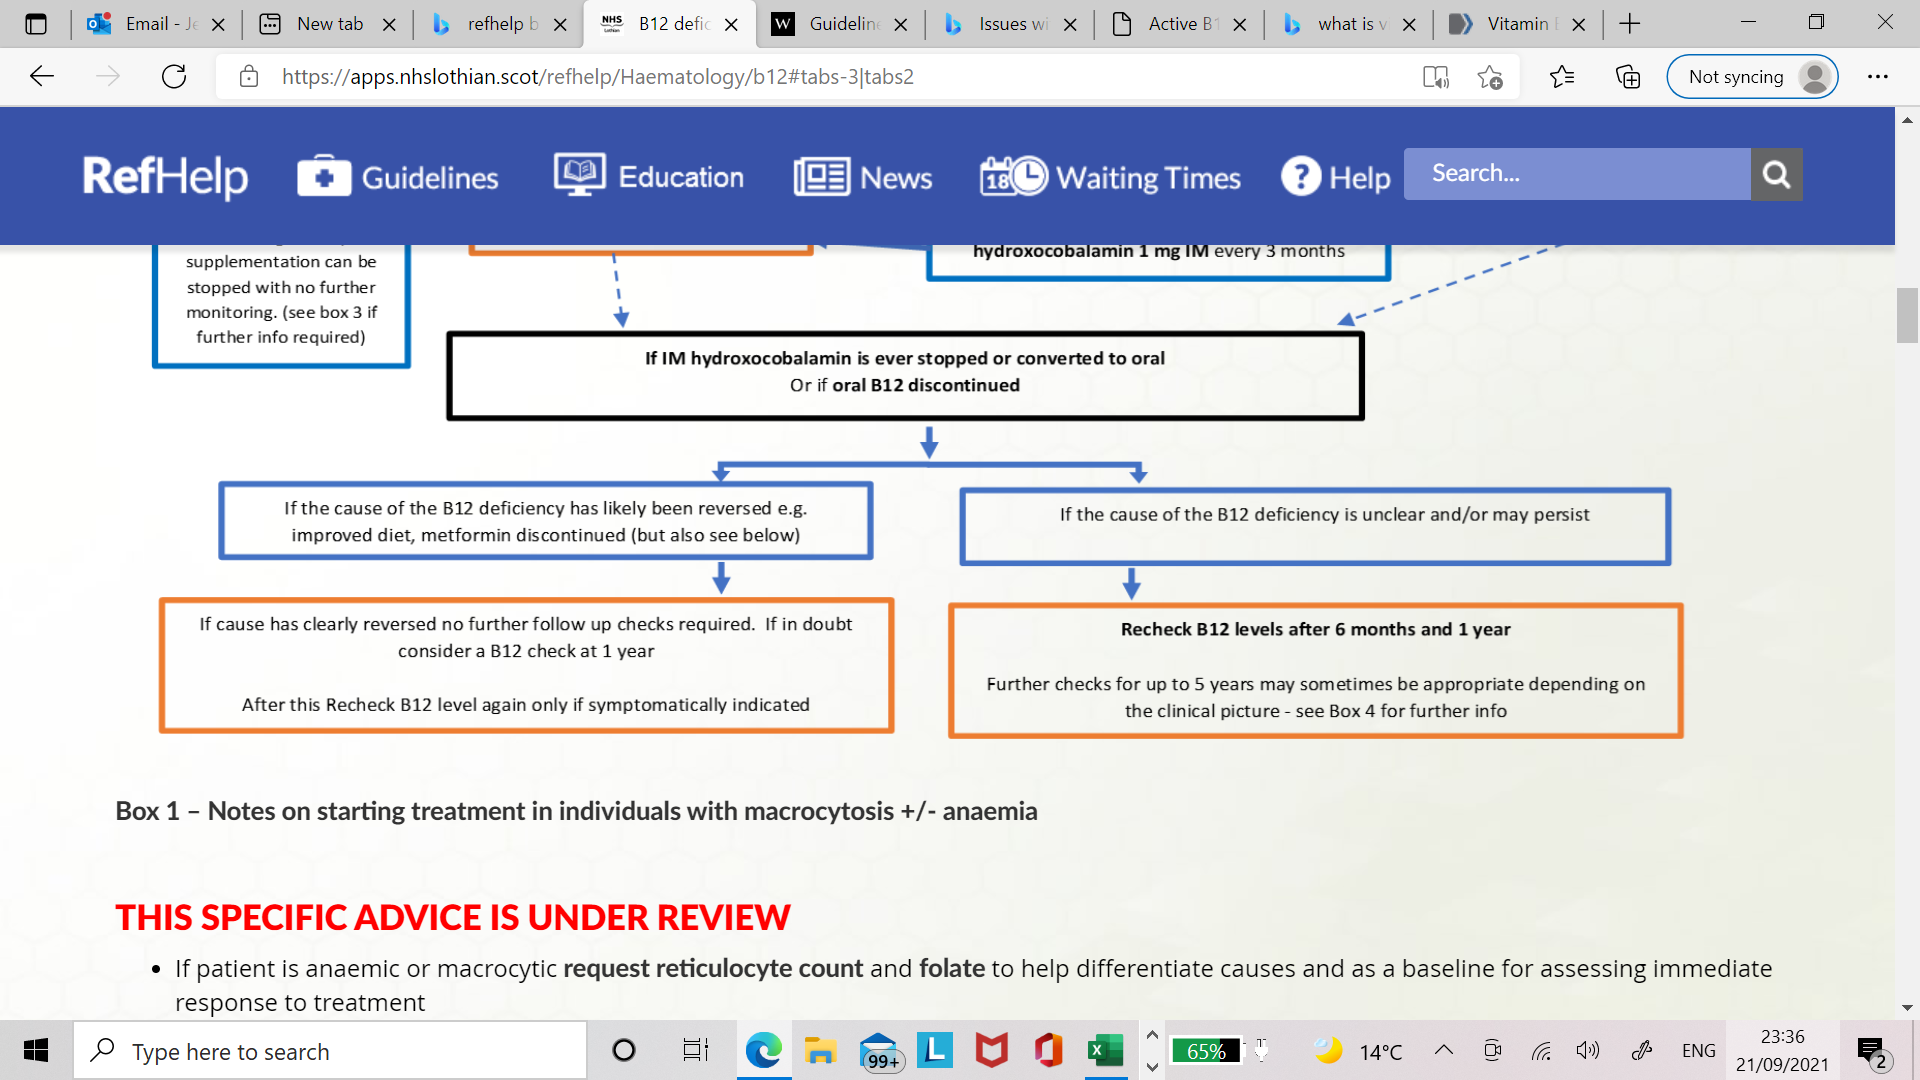 Email - Je
New tab
refhelp b
NHS
Lothian
B12 defic
W
Guideline
Issues wi
Active B1
what is v
Vitamin
https://apps.nhslothian.scot/refhelp/Haematology/b12#tabs-3|tabs2
Not syncing
RefHelp
Guidelines
Education
News
18
Waiting Times
? Help
Search...
supplementation can be
stopped with no further
monitoring. (see box 3 if
further info required)
hydroxocobalamin 1 mg IM every 3 months
If IM hydroxocobalamin is ever stopped or converted to oral
Or if oral B12 discontinued
If the cause of the B12 deficiency has likely been reversed e.g.
improved diet, metformin discontinued (but also see below)
If the cause of the B12 deficiency is unclear and/or may persist
If cause has clearly reversed no further follow up checks required. If in doubt
consider a B12 check at 1 year
After this Recheck B12 level again only if symptomatically indicated
Recheck B12 levels after 6 months and 1 year
Further checks for up to 5 years may sometimes be appropriate depending on
the clinical picture - see Box 4 for further info
Box 1 – Notes on starting treatment in individuals with macrocytosis +/- anaemia
THIS SPECIFIC ADVICE IS UNDER REVIEW
• If patient is anaemic or macrocytic request reticulocyte count and folate to help differentiate causes and as a baseline for assessing immediate
response to treatment
Type here to search
99+
L
65%
14°C
ENG
23:36
21/09/2021
2